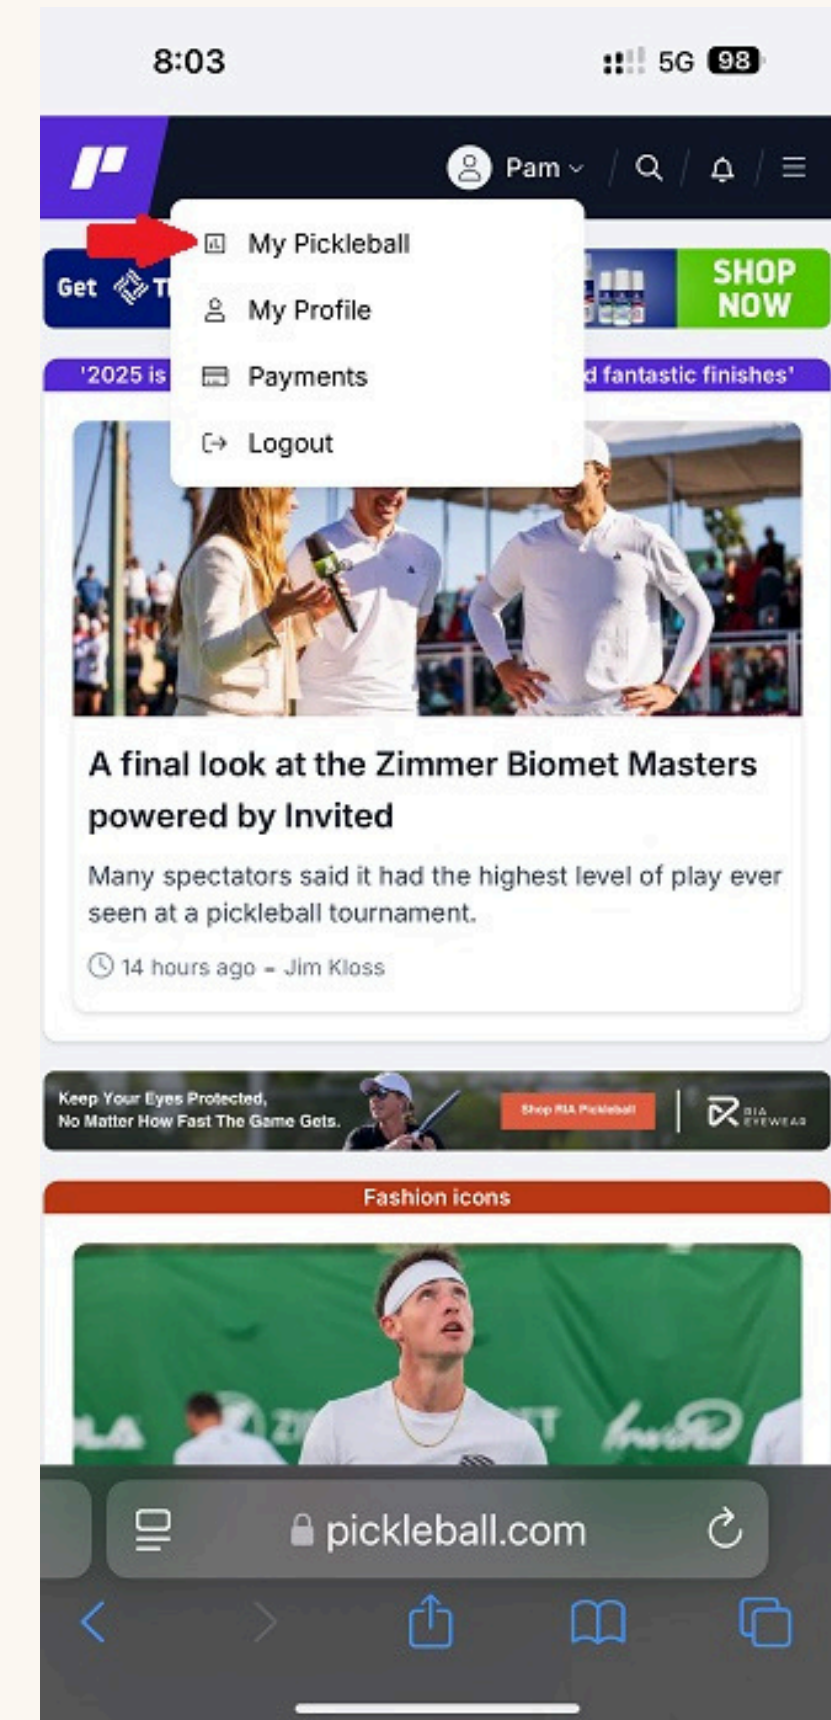 8:03
5G 98
Pam
My Pickleball
My Profile
Payments
Logout
Get
SHOP
NOW
'2025 is
d fantastic finishes'
A final look at the Zimmer Biomet Masters
powered by Invited
Many spectators said it had the highest level of play ever
seen at a pickleball tournament.
14 hours ago – Jim Kloss
Keep Your Eyes Protected,
No Matter How Fast The Game Gets.
Shop RIA Pickleball
RIA
EYEWEAR
Fashion icons
Invited
pickleball.com